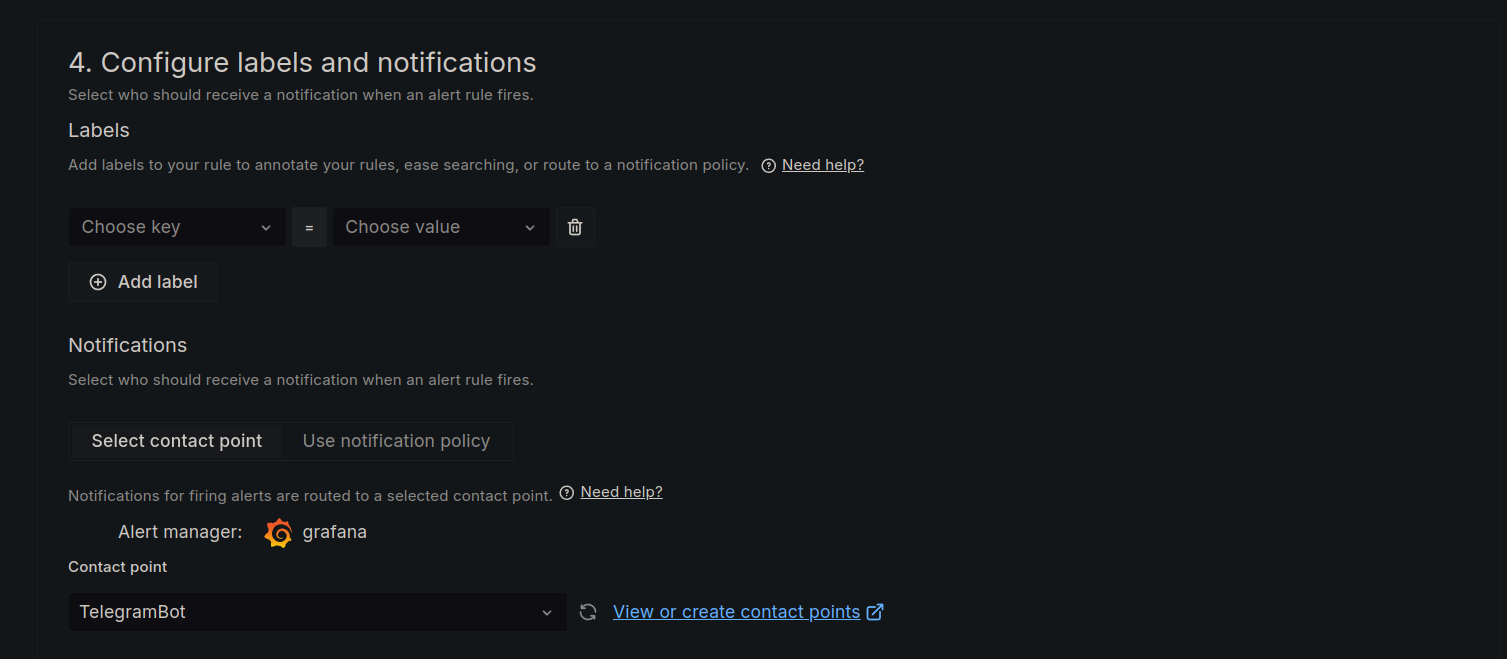 4. Configure labels and notifications
Select who should receive a notification when an alert rule fires.
Labels
Add labels to your rule to annotate your rules, ease searching, or route to a notification policy. Need help?
Choose key = Choose value
Add label
Notifications
Select who should receive a notification when an alert rule fires.
Select contact point Use notification policy
Notifications for firing alerts are routed to a selected contact point. Need help?
Alert manager: grafana
Contact point
TelegramBot View or create contact points